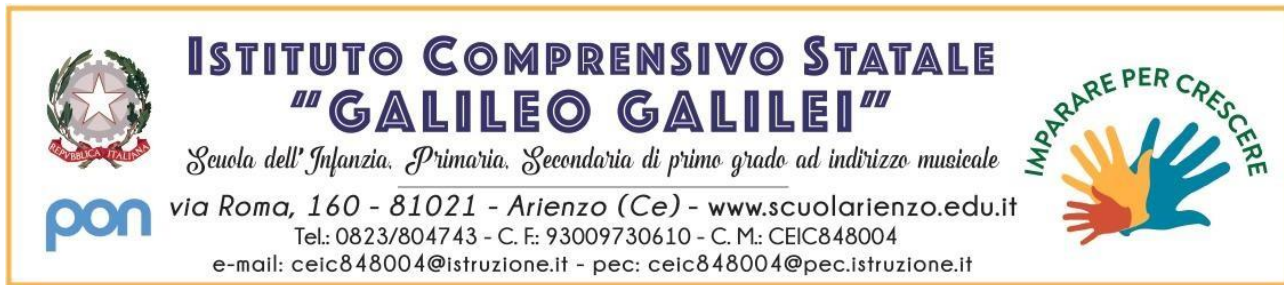 ISTITUTO COMPRENSIVO STATALE
"GALILEO GALILEI"
Scuola dell'Infanzia, Primaria, Secondaria di primo grado ad indirizzo musicale
via Roma, 160 - 81021 - Arienzo (Ce) - www.scuolarienzo.edu.it
Tel.: 0823/804743 - C. F.: 93009730610 - C. M.: CEIC848004
e-mail: ceic848004@istruzione.it - pec: ceic848004@pec.istruzione.it
REPVBBLICA ITALIANA
pon
IMPARARE PER CRESCERE